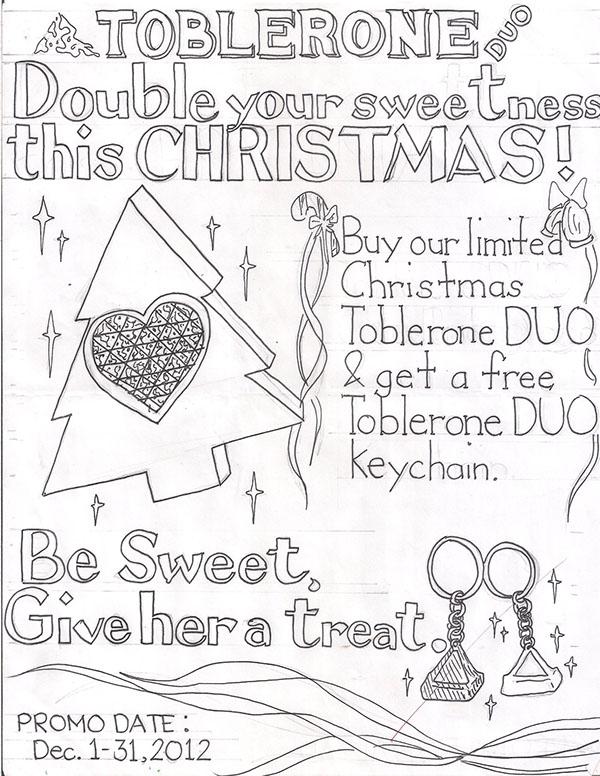 TOBLERONE DUO
Double your sweetness
this CHRISTMAS!
Buy our limited
Christmas
Toblerone DUO
& get a free
Toblerone DUO
keychain.
Be Sweet,
Give her a treat.
PROMO DATE:
Dec. 1-31, 2012